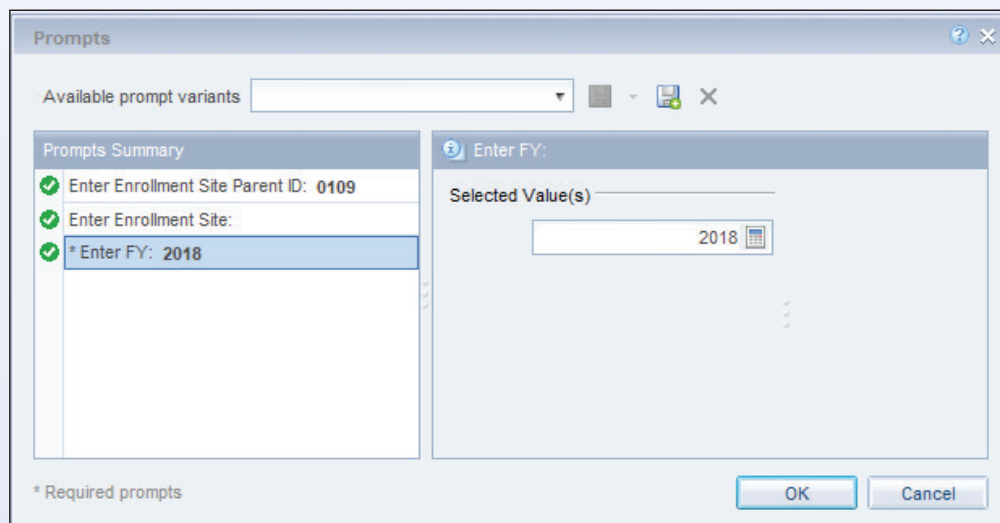 Prompts
Available prompt variants
Prompts Summary
Enter Enrollment Site Parent ID: 0109
Enter Enrollment Site:
* Enter FY: 2018
Enter FY:
Selected Value(s)
2018
* Required prompts
OK
Cancel